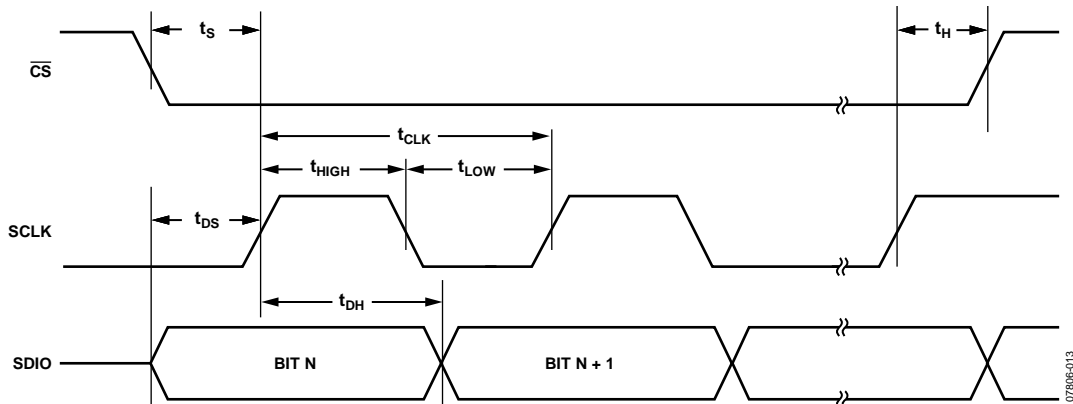 tS
tH
CS
tCLK
tHIGH
tLOW
tDS
SCLK
tDH
SDIO
BIT N
BIT N + 1
07806-013